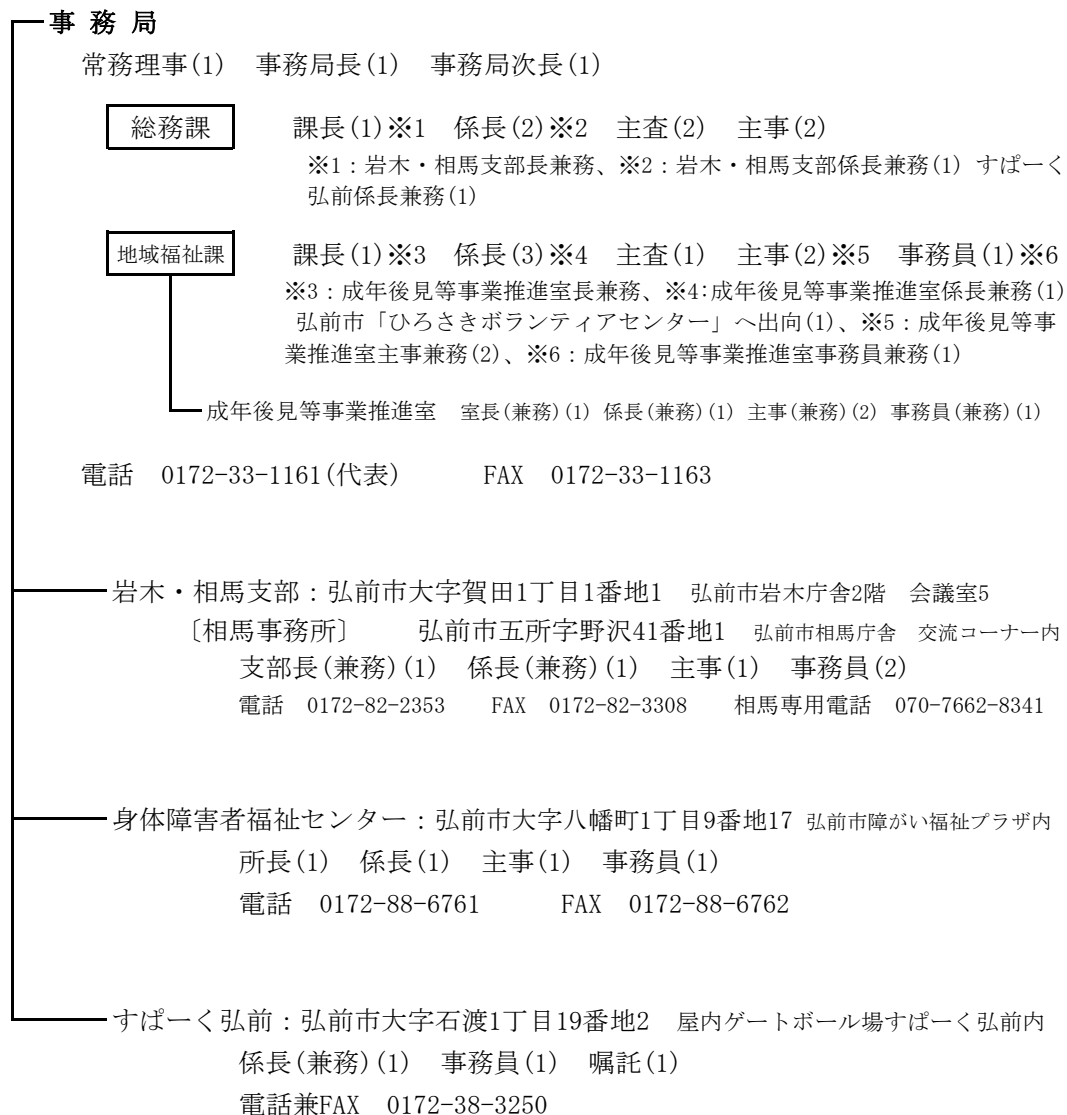 事 務 局
常務理事(1)　事務局長(1)　事務局次長(1)
総務課　課長(1)※1　係長(2)※2　主査(2)　主事(2)
※1：岩木・相馬支部長兼務、※2：岩木・相馬支部係長兼務(1) すぱーく
弘前係長兼務(1)
地域福祉課　課長(1)※3　係長(3)※4　主査(1)　主事(2)※5　事務員(1)※6
※3：成年後見等事業推進室長兼務、※4:成年後見等事業推進室係長兼務(1)
弘前市「ひろさきボランティアセンター」へ出向(1)、※5：成年後見等事
業推進室主事兼務(2)、※6：成年後見等事業推進室事務員兼務(1)
成年後見等事業推進室　室長(兼務)(1) 係長(兼務)(1) 主事(兼務)(2) 事務員(兼務)(1)
電話　0172-33-1161(代表)　　FAX　0172-33-1163
岩木・相馬支部：弘前市大字賀田1丁目1番地1　弘前市岩木庁舎2階　会議室5
〔相馬事務所〕　弘前市五所字野沢41番地1　弘前市相馬庁舎　交流コーナー内
支部長(兼務)(1)　係長(兼務)(1)　主事(1)　事務員(2)
電話　0172-82-2353　　FAX　0172-82-3308　　相馬専用電話　070-7662-8341
身体障害者福祉センター：弘前市大字八幡町1丁目9番地17 弘前市障がい福祉プラザ内
所長(1)　係長(1)　主事(1)　事務員(1)
電話　0172-88-6761　　FAX　0172-88-6762
すぱーく弘前：弘前市大字石渡1丁目19番地2　屋内ゲートボール場すぱーく弘前内
係長(兼務)(1)　事務員(1)　嘱託(1)
電話兼FAX　0172-38-3250